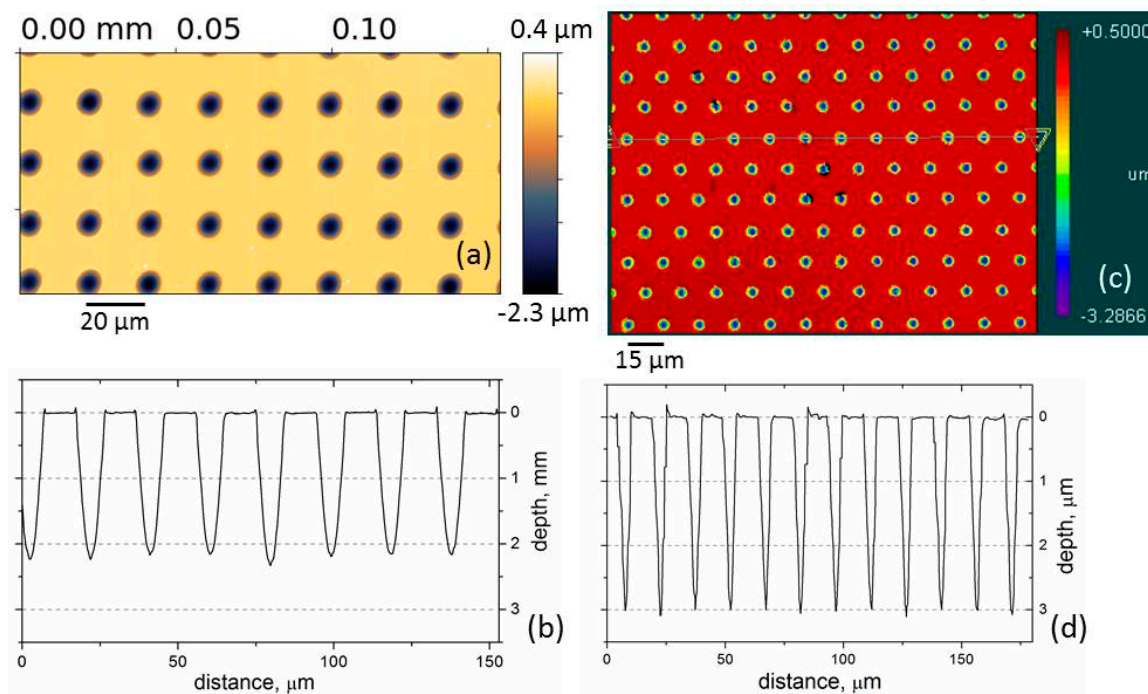 0.00 mm 0.05 0.10
0.4 µm
-2.3 µm
(a)
20 µm
+0.5000
um
-3.2866
(c)
15 µm
0
1
2
3
depth, mm
(b)
0 50 100 150
distance, µm
0
1
2
3
depth, µm
(d)
0 50 100 150
distance, µm